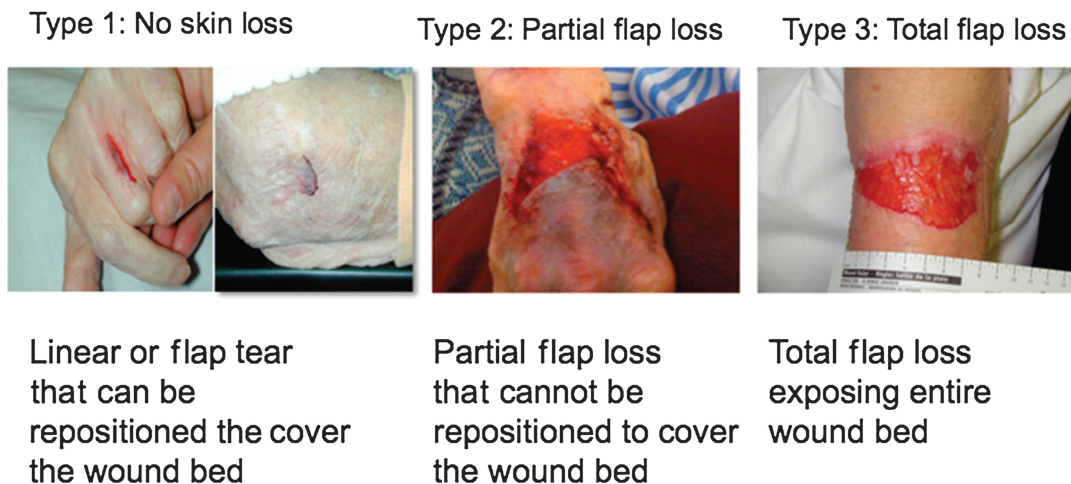 Type 1: No skin loss
Type 2: Partial flap loss
Type 3: Total flap loss
Linear or flap tear
that can be
repositioned the cover
the wound bed
Partial flap loss
that cannot be
repositioned to cover
the wound bed
Total flap loss
exposing entire
wound bed